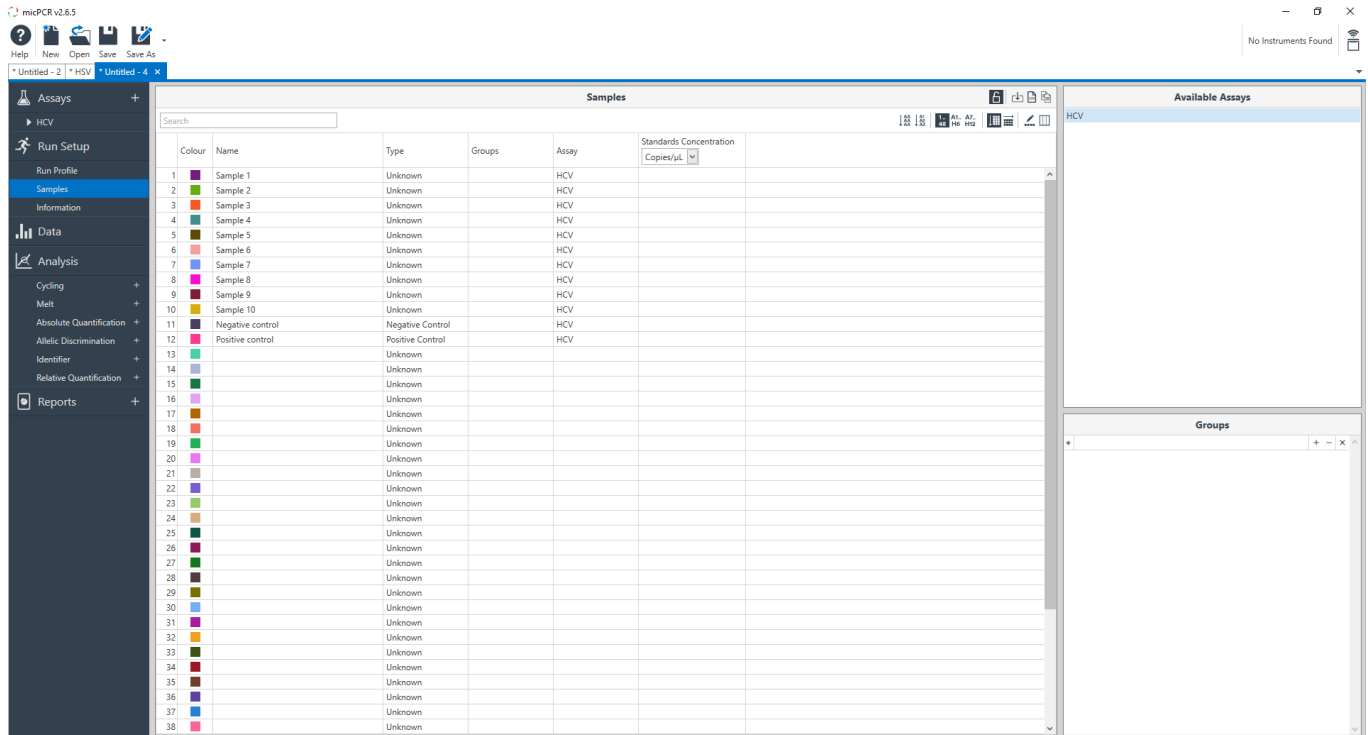 micPCR v2.6.5
Help New Open Save Save As
No Instruments Found
* Untitled - 2 * HSV * Untitled - 4 ×
Assays +
HCV
Run Setup
Run Profile
Samples
Information
Data
Analysis
Cycling +
Melt +
Absolute Quantification +
Allelic Discrimination +
Identifier +
Relative Quantification +
Reports +
Samples
Search
Colour Name Type Groups Assay Standards Concentration
Copies/µL
1 Sample 1 Unknown HCV
2 Sample 2 Unknown HCV
3 Sample 3 Unknown HCV
4 Sample 4 Unknown HCV
5 Sample 5 Unknown HCV
6 Sample 6 Unknown HCV
7 Sample 7 Unknown HCV
8 Sample 8 Unknown HCV
9 Sample 9 Unknown HCV
10 Sample 10 Unknown HCV
11 Negative control Negative Control HCV
12 Positive control Positive Control HCV
13 Unknown
14 Unknown
15 Unknown
16 Unknown
17 Unknown
18 Unknown
19 Unknown
20 Unknown
21 Unknown
22 Unknown
23 Unknown
24 Unknown
25 Unknown
26 Unknown
27 Unknown
28 Unknown
29 Unknown
30 Unknown
31 Unknown
32 Unknown
33 Unknown
34 Unknown
35 Unknown
36 Unknown
37 Unknown
38 Unknown
Available Assays
HCV
Groups